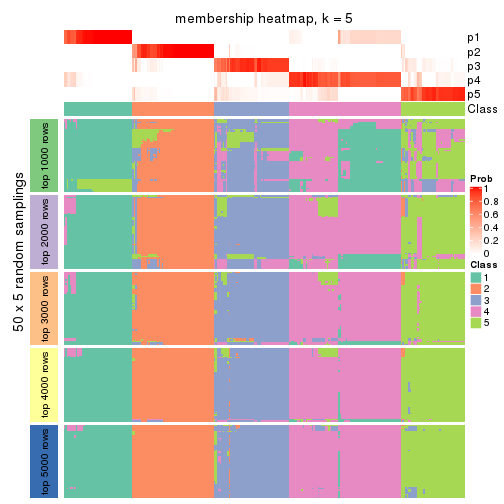 membership heatmap, k = 5
p1
p2
p3
p4
p5
Class
50 x 5 random samplings
top 1000 rows
top 2000 rows
top 3000 rows
top 4000 rows
top 5000 rows
Prob
1
0.8
0.6
0.4
0.2
0
Class
1
2
3
4
5